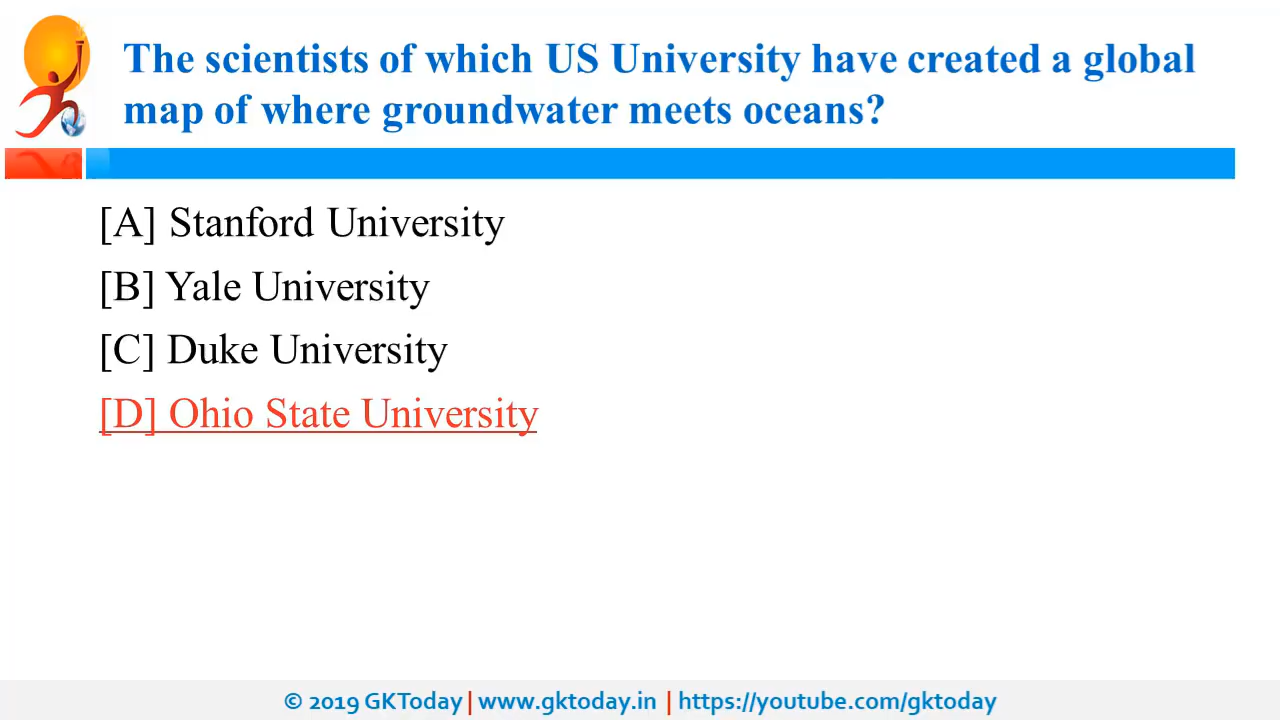 The scientists of which US University have created a global
map of where groundwater meets oceans?
[A] Stanford University
[B] Yale University
[C] Duke University
[D] Ohio State University
© 2019 GKToday | www.gktoday.in | https://youtube.com/gktoday